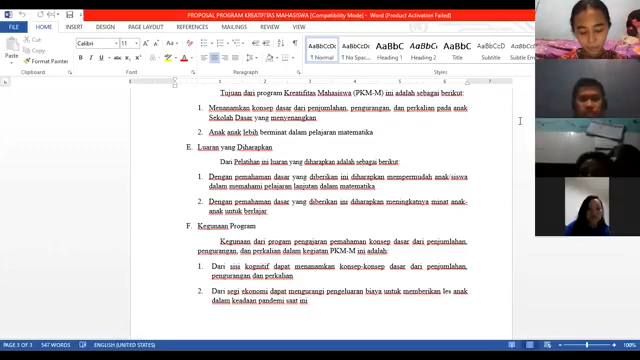 PROPOSAL PROGRAM KREATIFITAS MAHASISWA [Compatibility Mode] - Word (Product Activation Failed)
FILE HOME INSERT DESIGN PAGE LAYOUT REFERENCES MAILINGS REVIEW VIEW
Cut
Copy
Format Painter
Paste
Calibri 11
AaBbCcDc AaBbCcDc AaBbC AaBbCc AaBbC
¶ Normal ¶ No Spac... Heading 1 Heading 2 Heading 3
Clipboard Font Paragraph Styles
Tujuan dari program Kreatifitas Mahasiswa (PKM-M) ini adalah sebagai berikut:
1. Menanamkan konsep dasar dari penjumlahan, pengurangan, dan perkalian pada anak
Sekolah Dasar yang menyenangkan
2. Anak anak lebih berminat dalam pelajaran matematika
E. Luaran yang Diharapkan
Dari Pelatihan ini luaran yang diharapkan adalah sebagai berikut:
1. Dengan pemahaman dasar yang diberikan ini diharapkan mempermudah anak/siswa
dalam memahami pelajaran lanjutan dalam matematika
2. Dengan pemahaman dasar yang diberikan ini diharapkan meningkatnya minat anak-
anak untuk berlajar
F. Kegunaan Program
Kegunaan dari progam pengajaran pemahaman konsep dasar dari penjumlahan,
pengurangan, dan perkalian dalam kegiatan PKM-M ini adalah:
1. Dari sisi kognitif dapat menanamkan konsep-konsep dasar dari penjumlahan,
pengurangan dan perkalian
2. Dari segi ekonomi dapat mengurangi pengeluaran biaya untuk memberikan les anak
dalam keadaan pandemi saat ini
PAGE 3 OF 3 547 WORDS ENGLISH (UNITED STATES) 100%